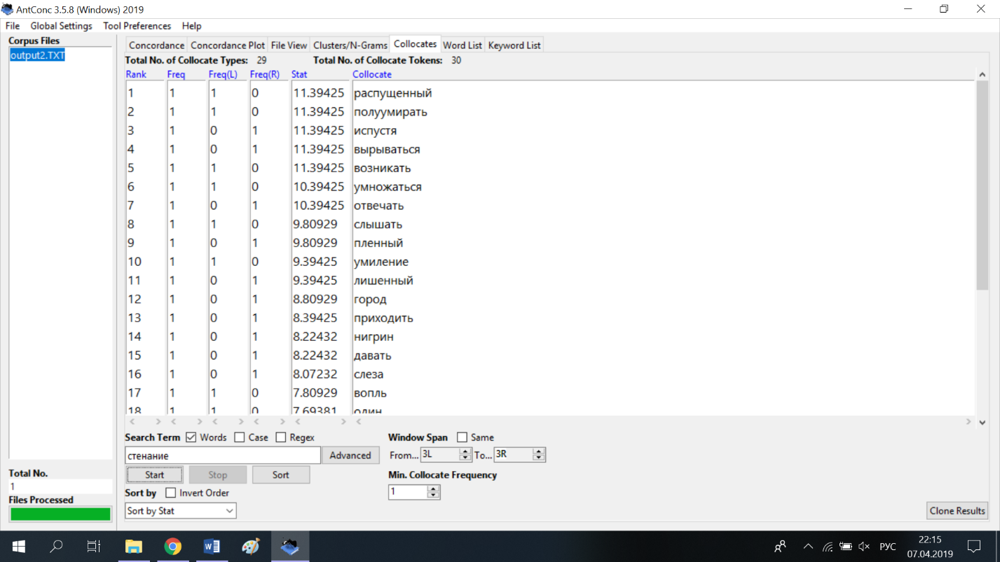 AntConc 3.5.8 (Windows) 2019
File Global Settings Tool Preferences Help
Corpus Files
output2.TXT
Concordance Concordance Plot File View Clusters/N-Grams Collocates Word List Keyword List
Total No. of Collocate Types: 29 Total No. of Collocate Tokens: 30
Rank Freq Freq(L) Freq(R) Stat Collocate
1 1 1 0 11.39425 распущенный
2 1 1 0 11.39425 полуумирать
3 1 0 1 11.39425 испустя
4 1 0 1 11.39425 вырываться
5 1 1 0 11.39425 возникать
6 1 1 0 10.39425 умножаться
7 1 0 1 10.39425 отвечать
8 1 1 0 9.80929 слышать
9 1 0 1 9.80929 пленный
10 1 1 0 9.39425 умиление
11 1 0 1 9.39425 лишенный
12 1 0 1 8.80929 город
13 1 0 1 8.39425 приходить
14 1 0 1 8.22432 нигрин
15 1 0 1 8.22432 давать
16 1 0 1 8.07232 слеза
17 1 1 0 7.80929 вопль
18 1 1 0 7.69381 один
Search Term Words Case Regex Window Span Same
стенание Advanced From... 3L To... 3R
Start Stop Sort Min. Collocate Frequency
1
Sort by Invert Order
Sort by Stat
Clone Results
Total No.
1
Files Processed
РУС 22:15
07.04.2019